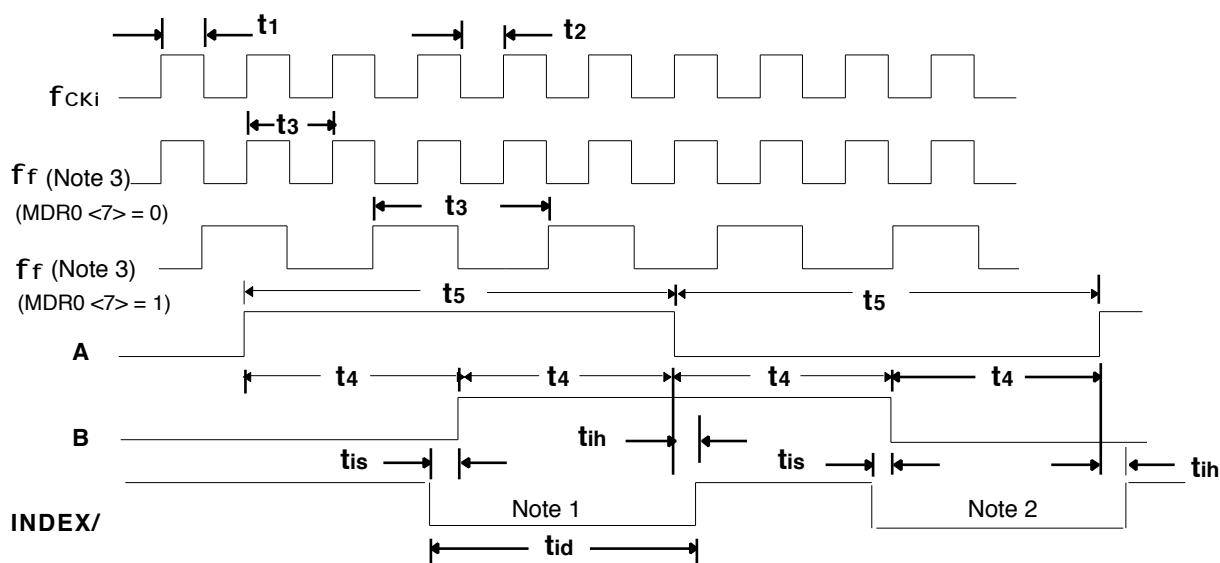 t1
t2
fCKi
t3
ff (Note 3)
(MDR0 <7> = 0)
t3
ff (Note 3)
(MDR0 <7> = 1)
t5
t5
A
t4
t4
t4
t4
B
tih
tis
tis
tih
INDEX/
Note 1
Note 2
tid